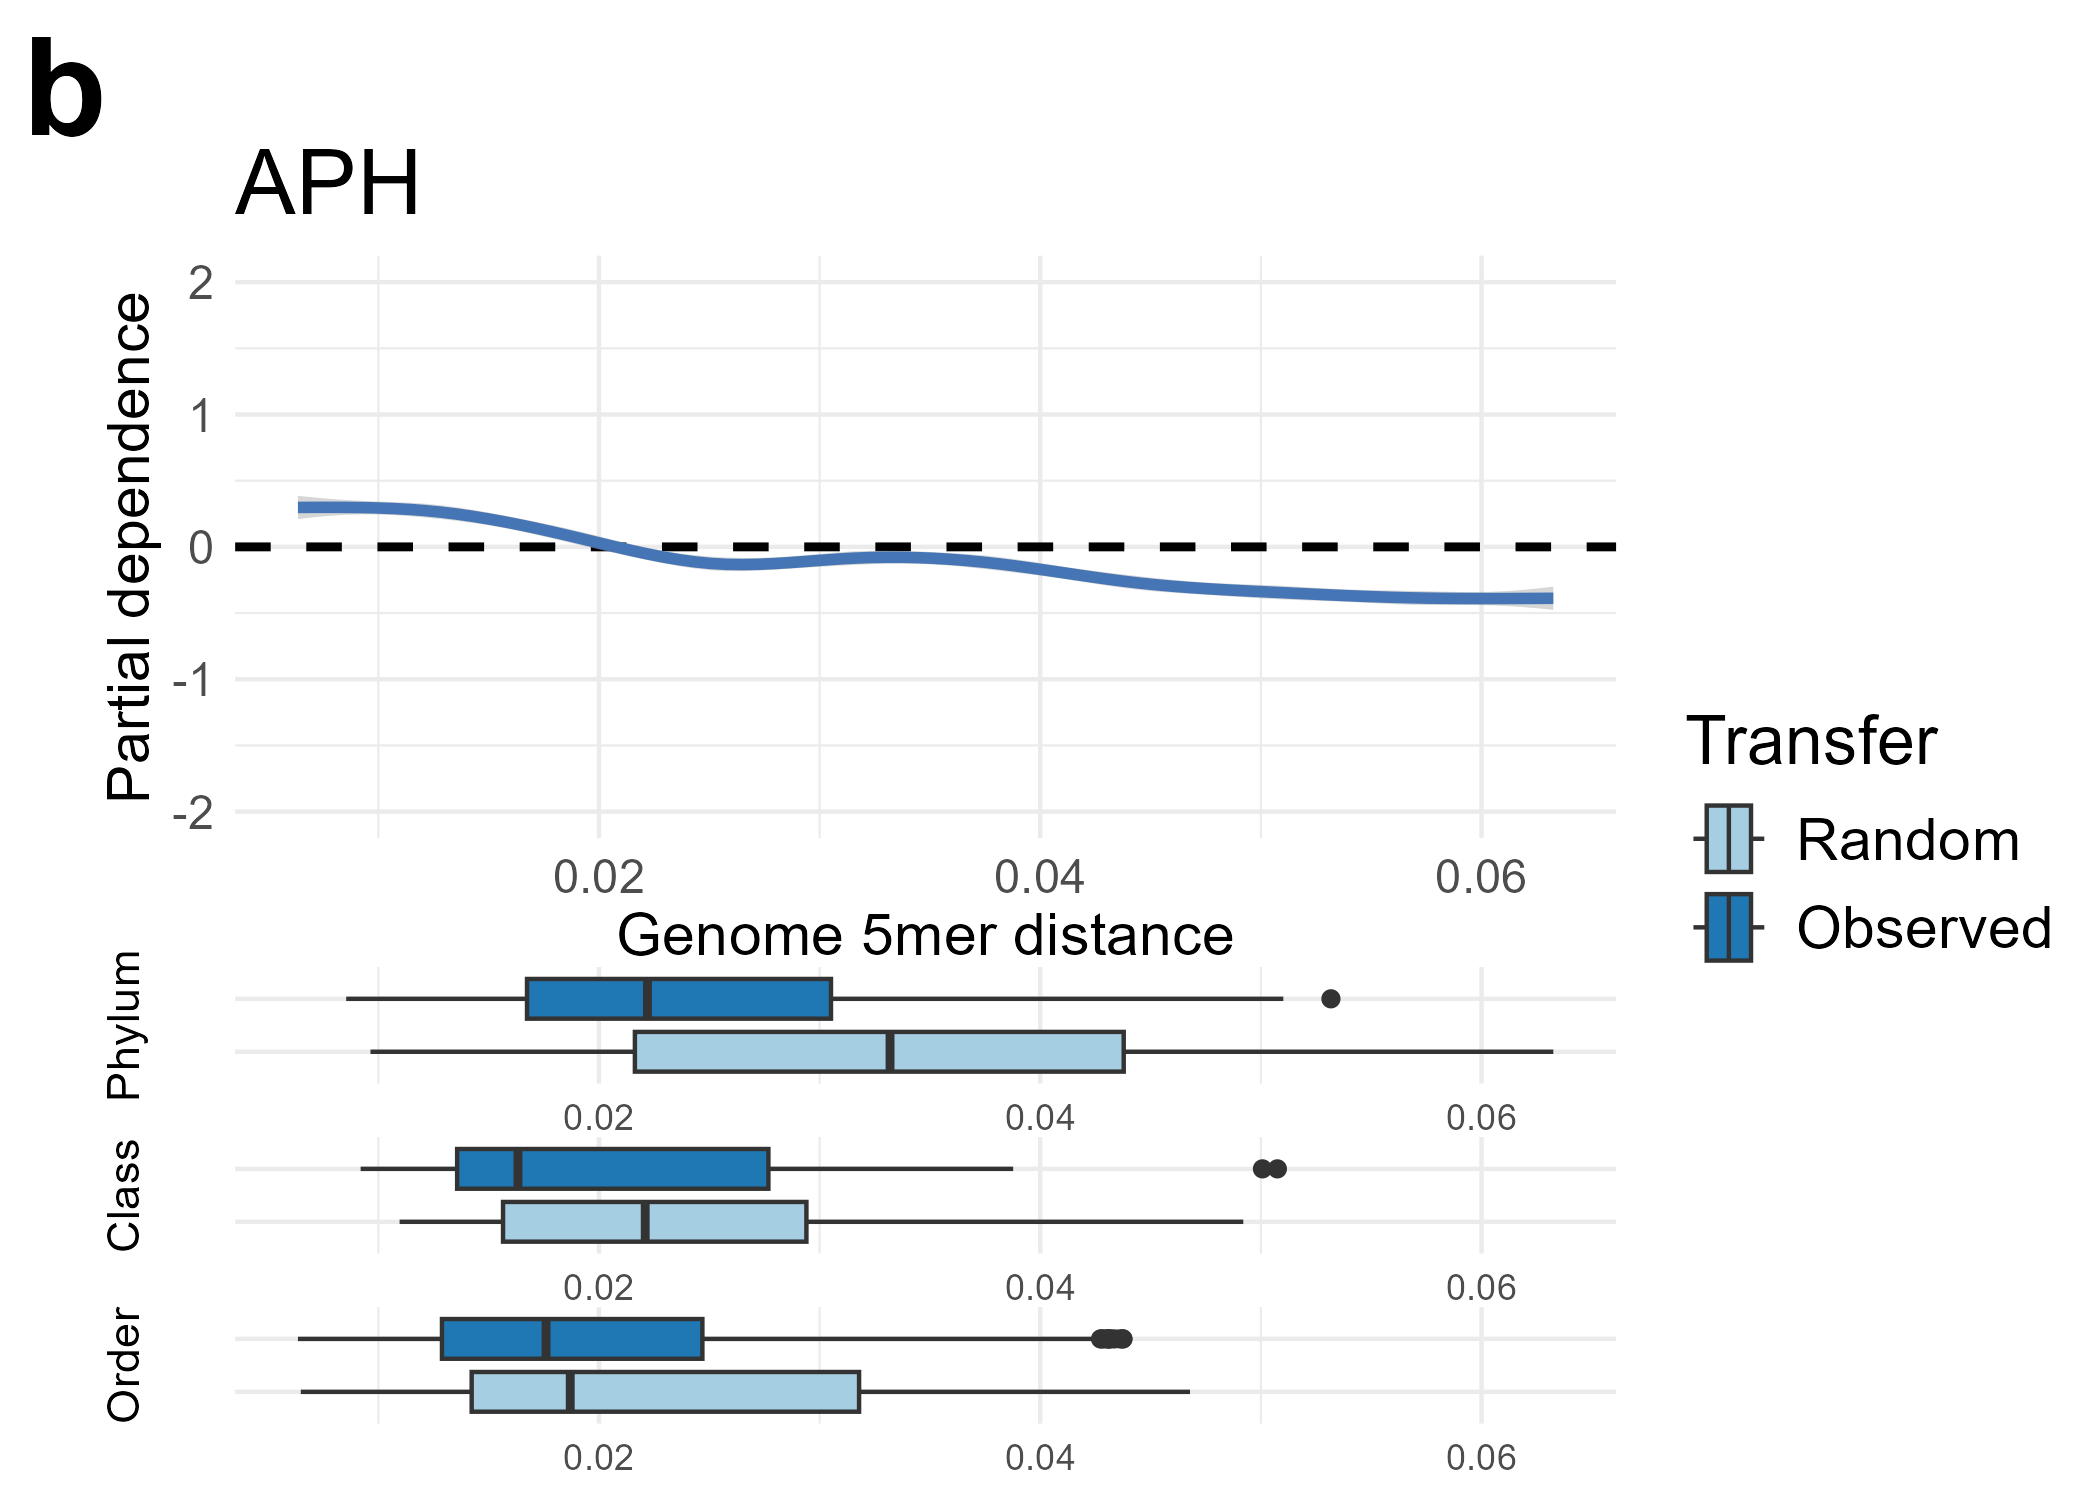 b
APH
Partial dependence
2
1
0
-1
-2
0.02 0.04 0.06
Genome 5mer distance
Transfer
Random
Observed
Phylum
0.02 0.04 0.06
Class
0.02 0.04 0.06
Order
0.02 0.04 0.06